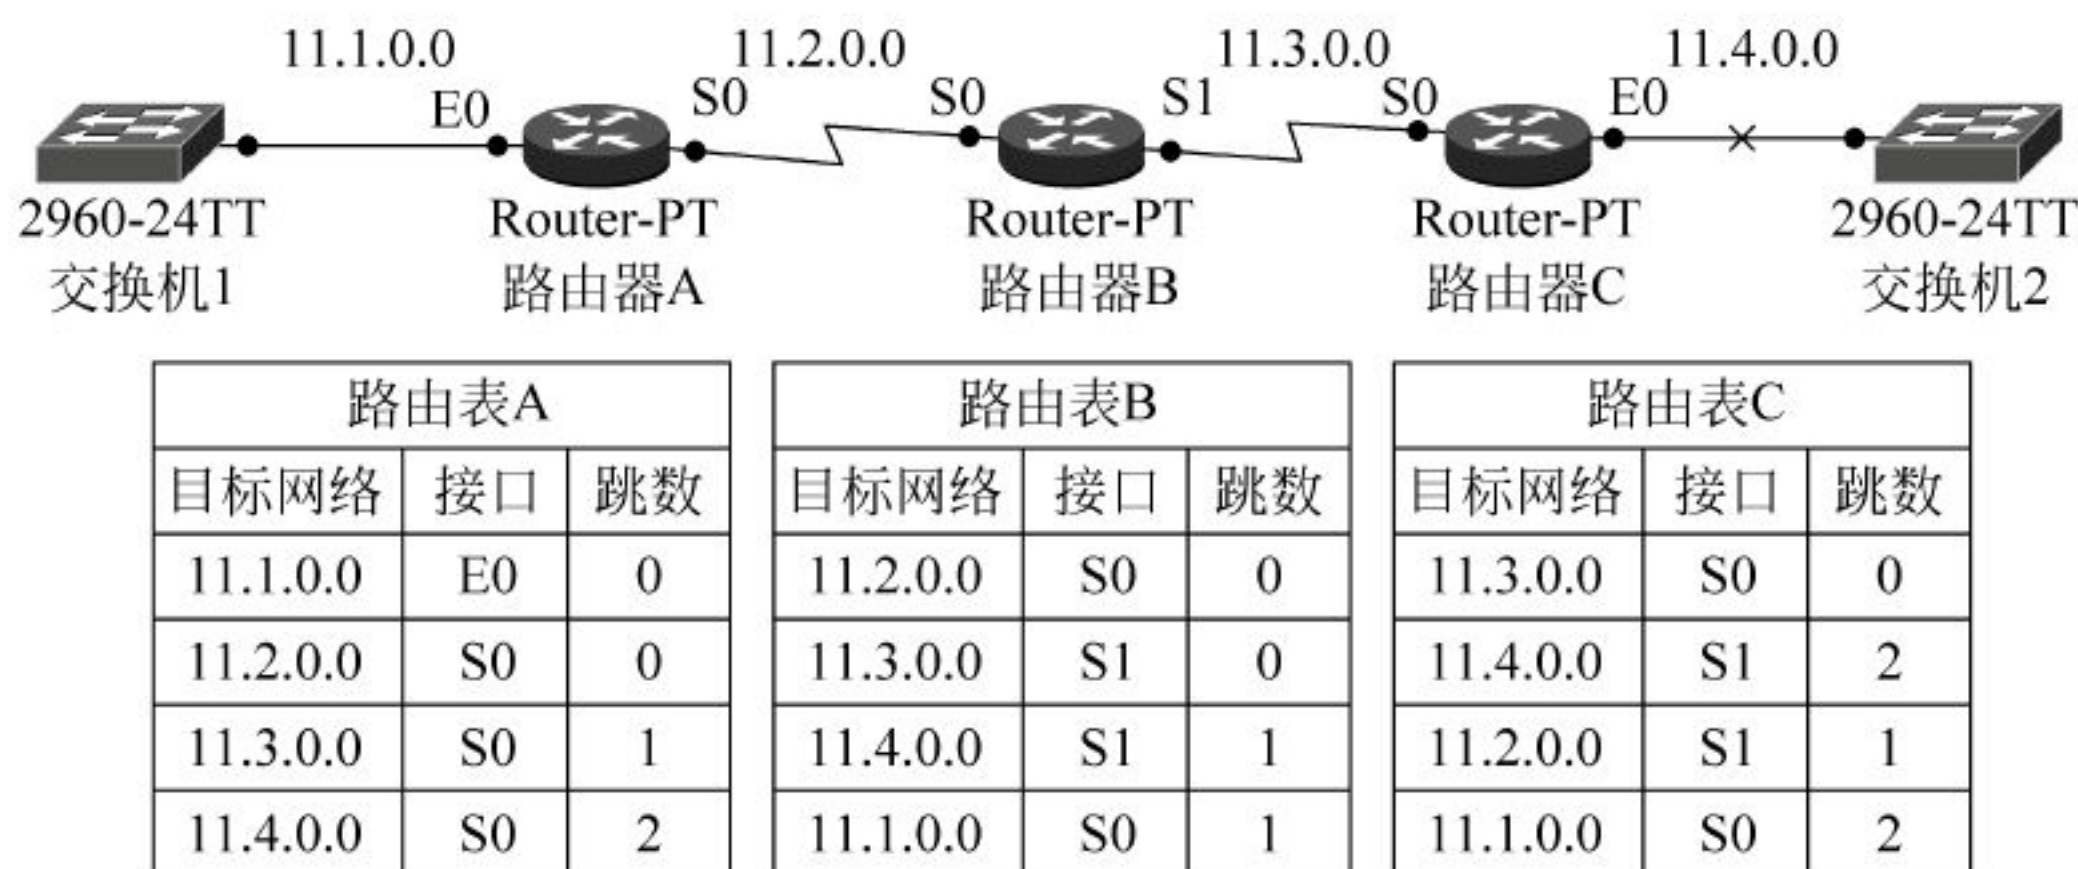 11.1.0.0 11.2.0.0 11.3.0.0 11.4.0.0
E0 S0 S0 S1 S0 E0
2960-24TT Router-PT Router-PT Router-PT 2960-24TT
交换机1 路由器A 路由器B 路由器C 交换机2
路由表A 路由表B 路由表C
目标网络 接口 跳数 目标网络 接口 跳数 目标网络 接口 跳数
11.1.0.0 E0 0 11.2.0.0 S0 0 11.3.0.0 S0 0
11.2.0.0 S0 0 11.3.0.0 S1 0 11.4.0.0 S1 2
11.3.0.0 S0 1 11.4.0.0 S1 1 11.2.0.0 S1 1
11.4.0.0 S0 2 11.1.0.0 S0 1 11.1.0.0 S0 2